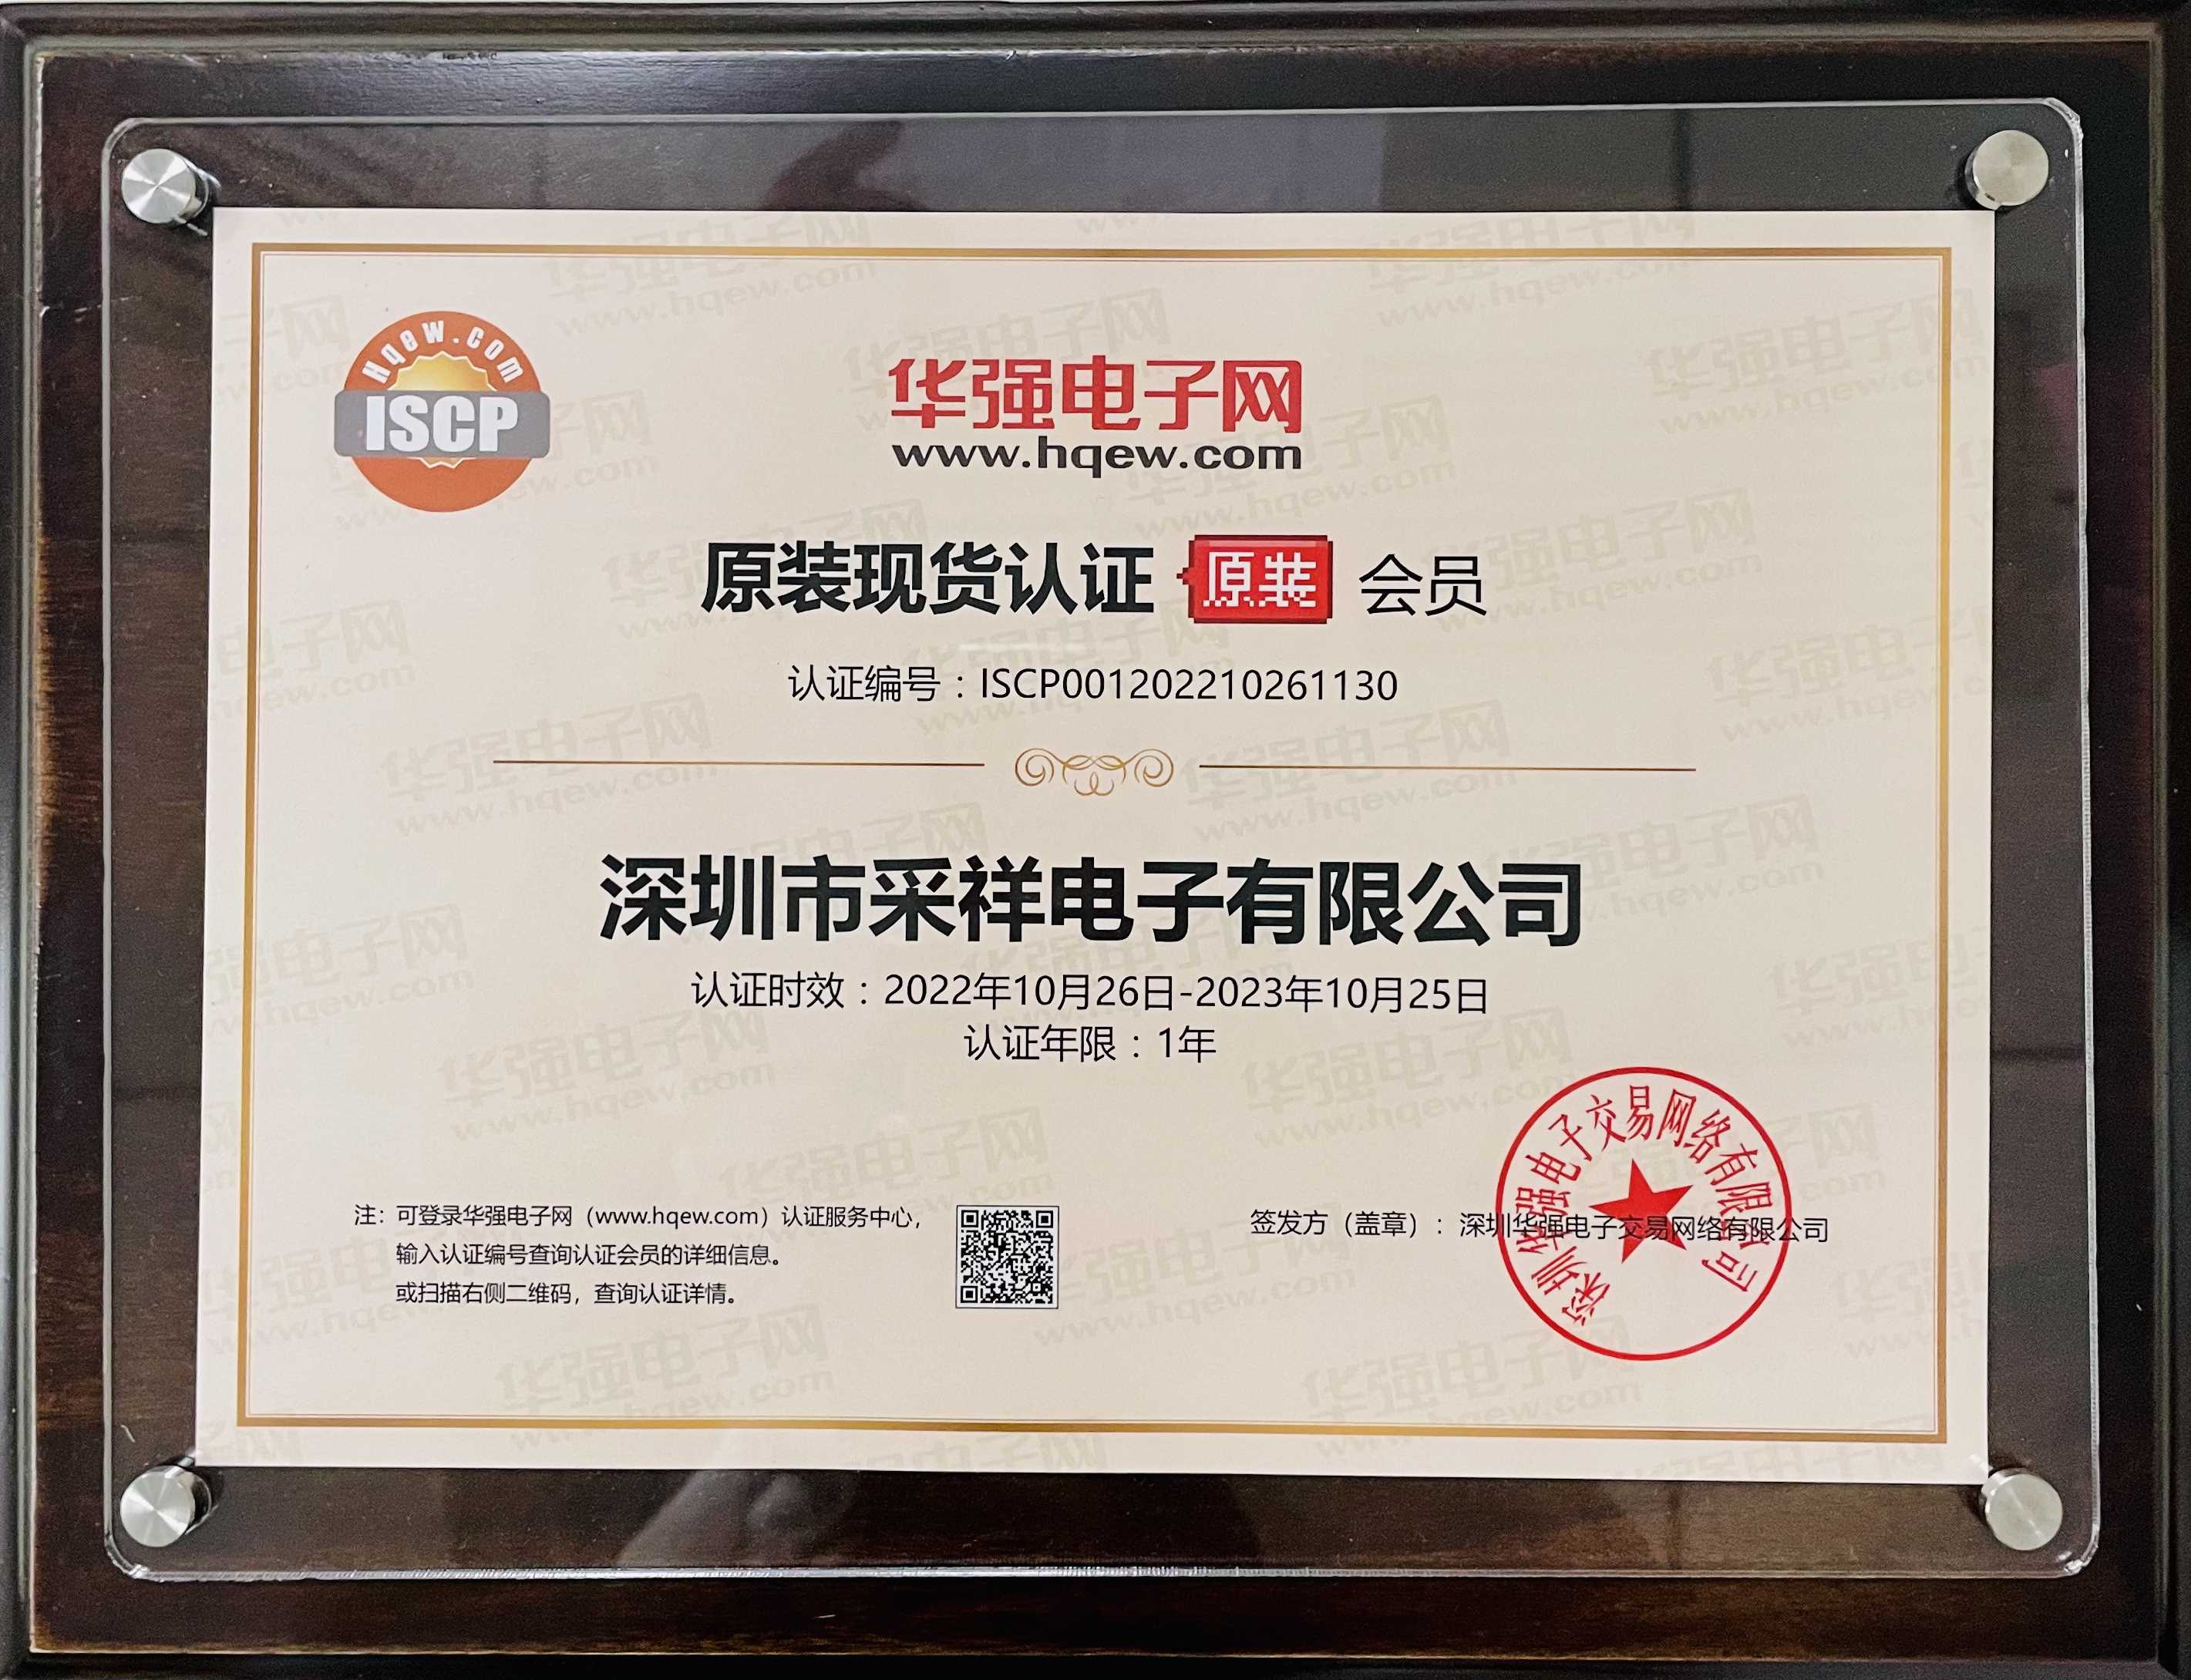 Hqew.com
ISCP
华强电子网
www.hqew.com
原装现货认证 原装 会员
认证编号：ISCP001202210261130
深圳市采祥电子有限公司
认证时效：2022年10月26日-2023年10月25日
认证年限：1年
注：可登录华强电子网（www.hqew.com）认证服务中心，
输入认证编号查询认证会员的详细信息。
或扫描右侧二维码，查询认证详情。
签发方（盖章）：深圳华强电子交易网络有限公司
深圳华强电子交易网络有限公司